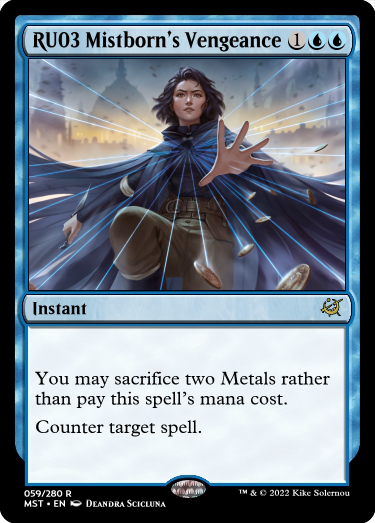 RU03 Mistborn's Vengeance 1
Instant
You may sacrifice two Metals rather
than pay this spell's mana cost.
Counter target spell.
059/280 R
MST • EN Deandra Scicluna
™ & © 2022 Kike Solernou